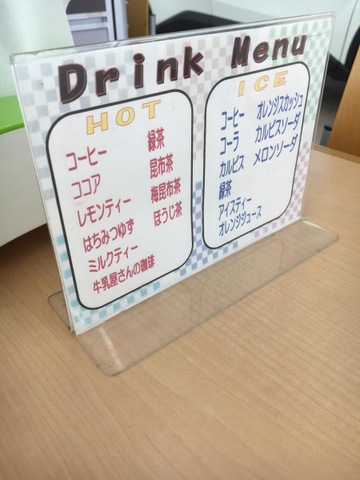 Drink Menu
HOT
コーヒー
ココア
レモンティー
はちみつゆず
ミルクティー
牛乳屋さんの珈琲
緑茶
昆布茶
梅昆布茶
ほうじ茶
ICE
コーヒー
コーラ
カルピス
緑茶
アイスティー
オレンジジュース
オレンジスカッシュ
カルピスソーダ
メロンソーダ